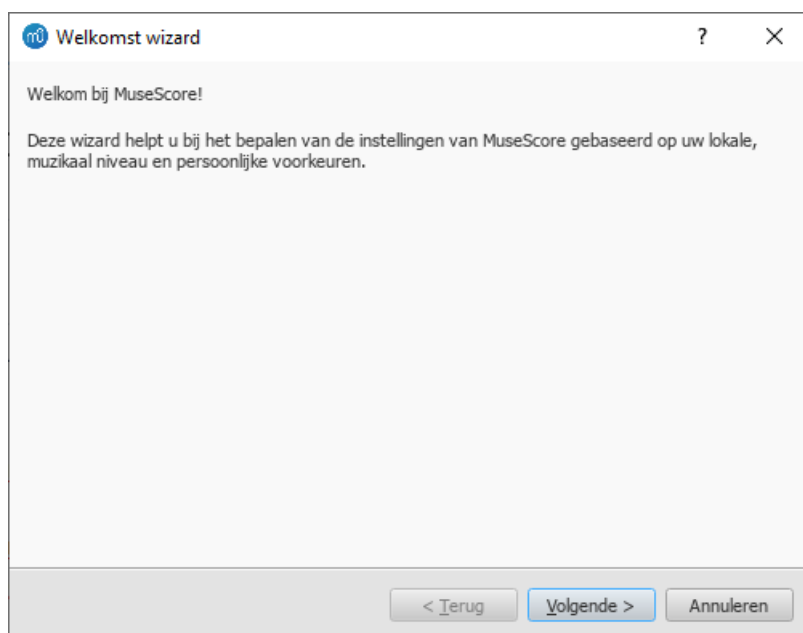 Welkomst wizard
?
Welkom bij MuseScore!
Deze wizard helpt u bij het bepalen van de instellingen van MuseScore gebaseerd op uw lokale,
muzikaal niveau en persoonlijke voorkeuren.
< Terug
Volgende >
Annuleren